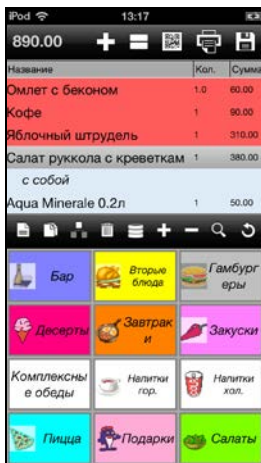 iPod 13:17
890.00
Название Кол. Сумма
Омлет с беконом 1.0 60.00
Кофе 1 90.00
Яблочный штрудель 1 310.00
Салат руккола с креветкам 1 380.00
с собой
Aqua Minerale 0.2л 1 50.00
Бар
Вторые
блюда
Гамбург
еры
Десерты
Завтрак
и
Закуски
Комплексны
е обеды
Напитки
гор.
Напитки
хол.
Пицца
Подарки
Салаты